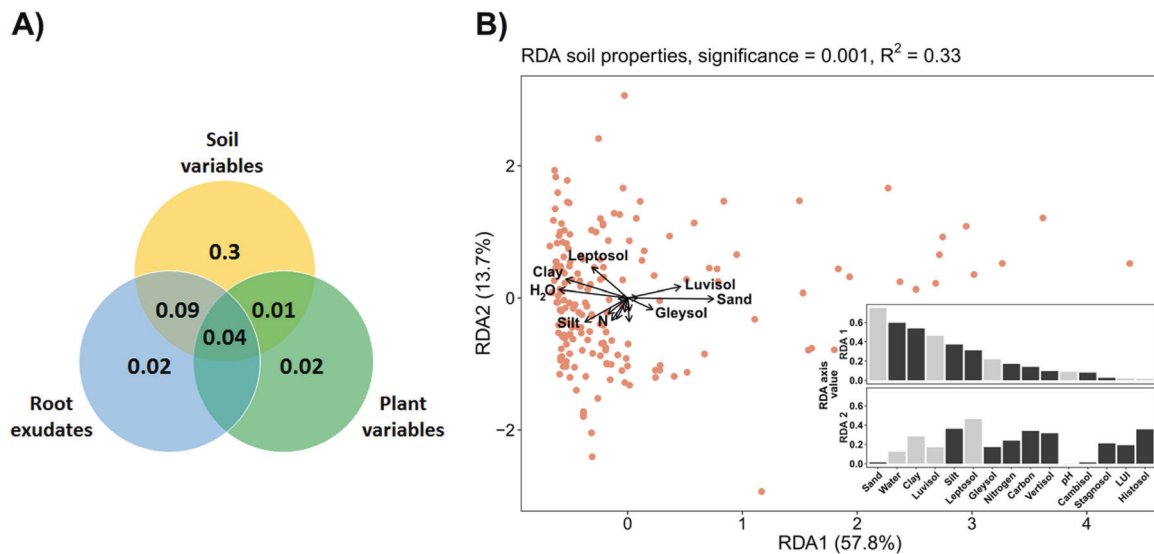 A)
Soil
variables
0.3
0.09
0.01
0.04
0.02
0.02
Root
exudates
Plant
variables
B)
RDA soil properties, significance = 0.001, R² = 0.33
RDA2 (13.7%)
2
0
−2
Leptosol
Clay
H₂O
Luvisol
Sand
Gleysol
Silt
N
RDA axis
value
RDA 1
0.6
0.4
0.2
0.0
RDA 2
0.6
0.4
0.2
0.0
Sand
Water
Clay
Luvisol
Silt
Leptosol
Gleysol
Nitrogen
Carbon
Vertisol
pH
Cambisol
Stagnosol
LUI
Histosol
0
1
2
3
4
RDA1 (57.8%)